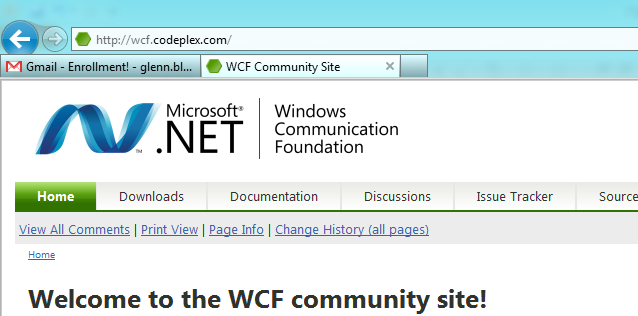 http://wcf.codeplex.com/
Gmail - Enrollment! - glenn.bl... WCF Community Site
Microsoft® Windows
.NET Communication
™ Foundation
Home Downloads Documentation Discussions Issue Tracker Source
View All Comments | Print View | Page Info | Change History (all pages)
Home
Welcome to the WCF community site!